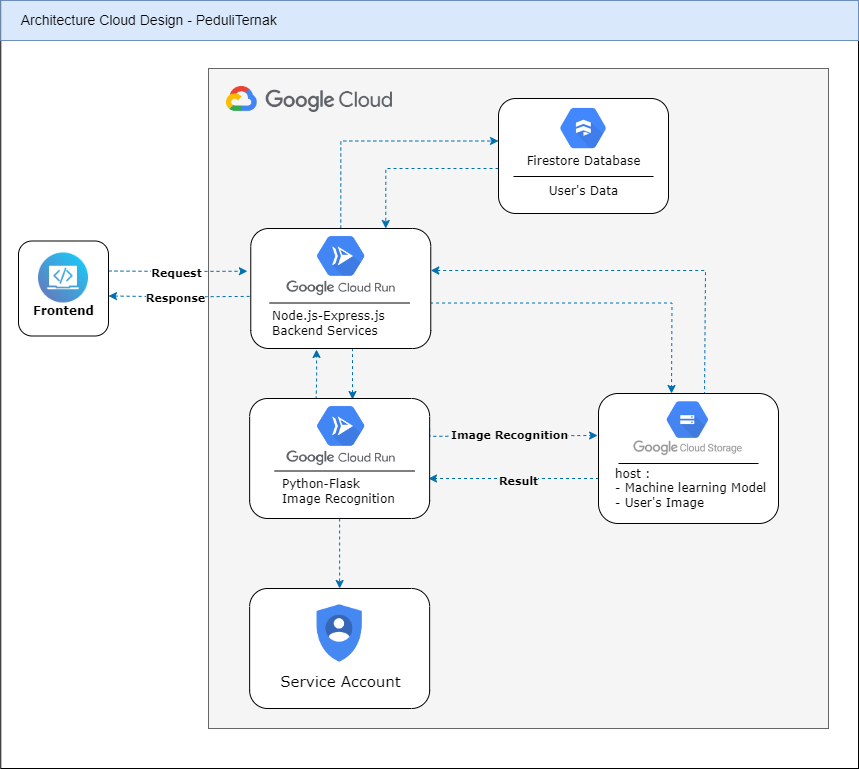 Architecture Cloud Design - PeduliTernak
Google Cloud
Firestore Database
User's Data
Request
Response
Frontend
Google Cloud Run
Node.js-Express.js
Backend Services
Google Cloud Run
Python-Flask
Image Recognition
Image Recognition
Result
Google Cloud Storage
host :
- Machine learning Model
- User's Image
Service Account